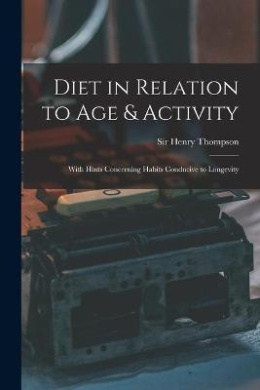 Diet in Relation
to Age & Activity
Sir Henry Thompson
With Hints Concerning Habits Conducive to Longevity